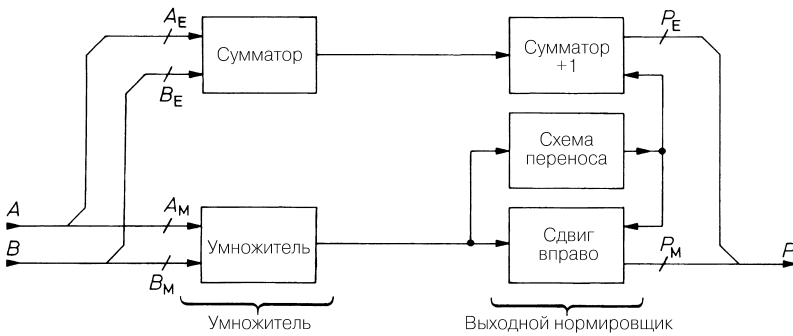 A_E
B_E
Сумматор
Сумматор
+1
P_E
Схема
переноса
A
B
A_M
B_M
Умножитель
Сдвиг
вправо
P_M
P
Умножитель
Выходной нормировщик